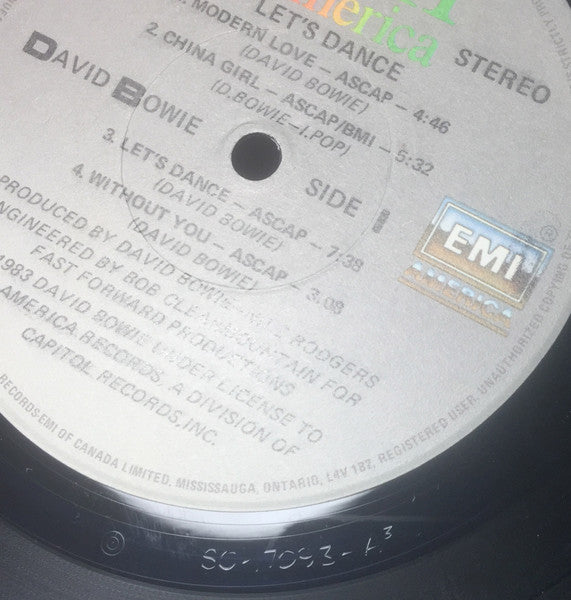 America
STEREO
LET'S DANCE
MODERN LOVE – ASCAP – 4:46
(DAVID BOWIE)
2. CHINA GIRL – ASCAP/BMI – 5:32
(D.BOWIE–I.POP)
DAVID BOWIE
SIDE I
3. LET'S DANCE – ASCAP – 7:38
(DAVID BOWIE)
4. WITHOUT YOU – ASCAP – 3:08
(DAVID BOWIE)
PRODUCED BY DAVID BOWIE RODGERS
ENGINEERED BY BOB CLEARMOUNTAIN FOR
FAST FORWARD PRODUCTIONS
1983 DAVID BOWIE UNDER LICENSE TO
AMERICA RECORDS, A DIVISION OF
CAPITOL RECORDS, INC.
EMI
AMERICA
RECORDS-EMI OF CANADA LIMITED, MISSISSAUGA, ONTARIO, L4V 1B7, REGISTERED USER. UNAUTHORIZED COPYING
STRICTLY